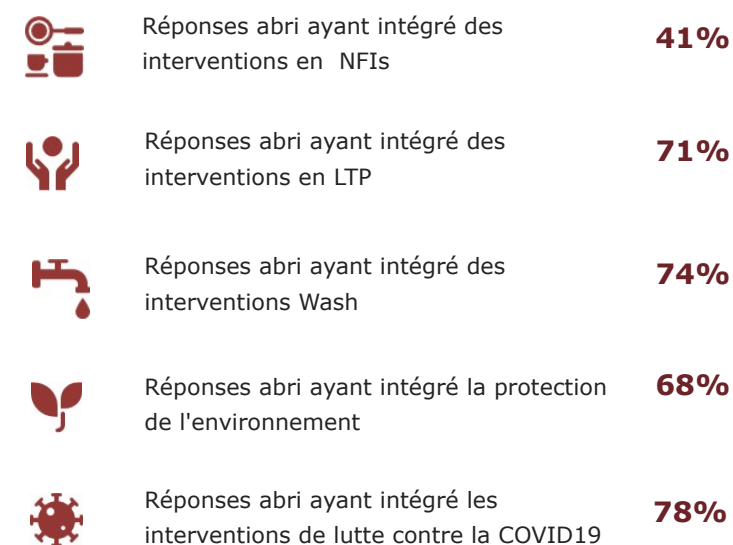 Réponses abri ayant intégré des
interventions en  NFIs
41%
Réponses abri ayant intégré des
interventions en LTP
71%
Réponses abri ayant intégré des
interventions Wash
74%
Réponses abri ayant intégré la protection
de l'environnement
68%
Réponses abri ayant intégré les
interventions de lutte contre la COVID19
78%